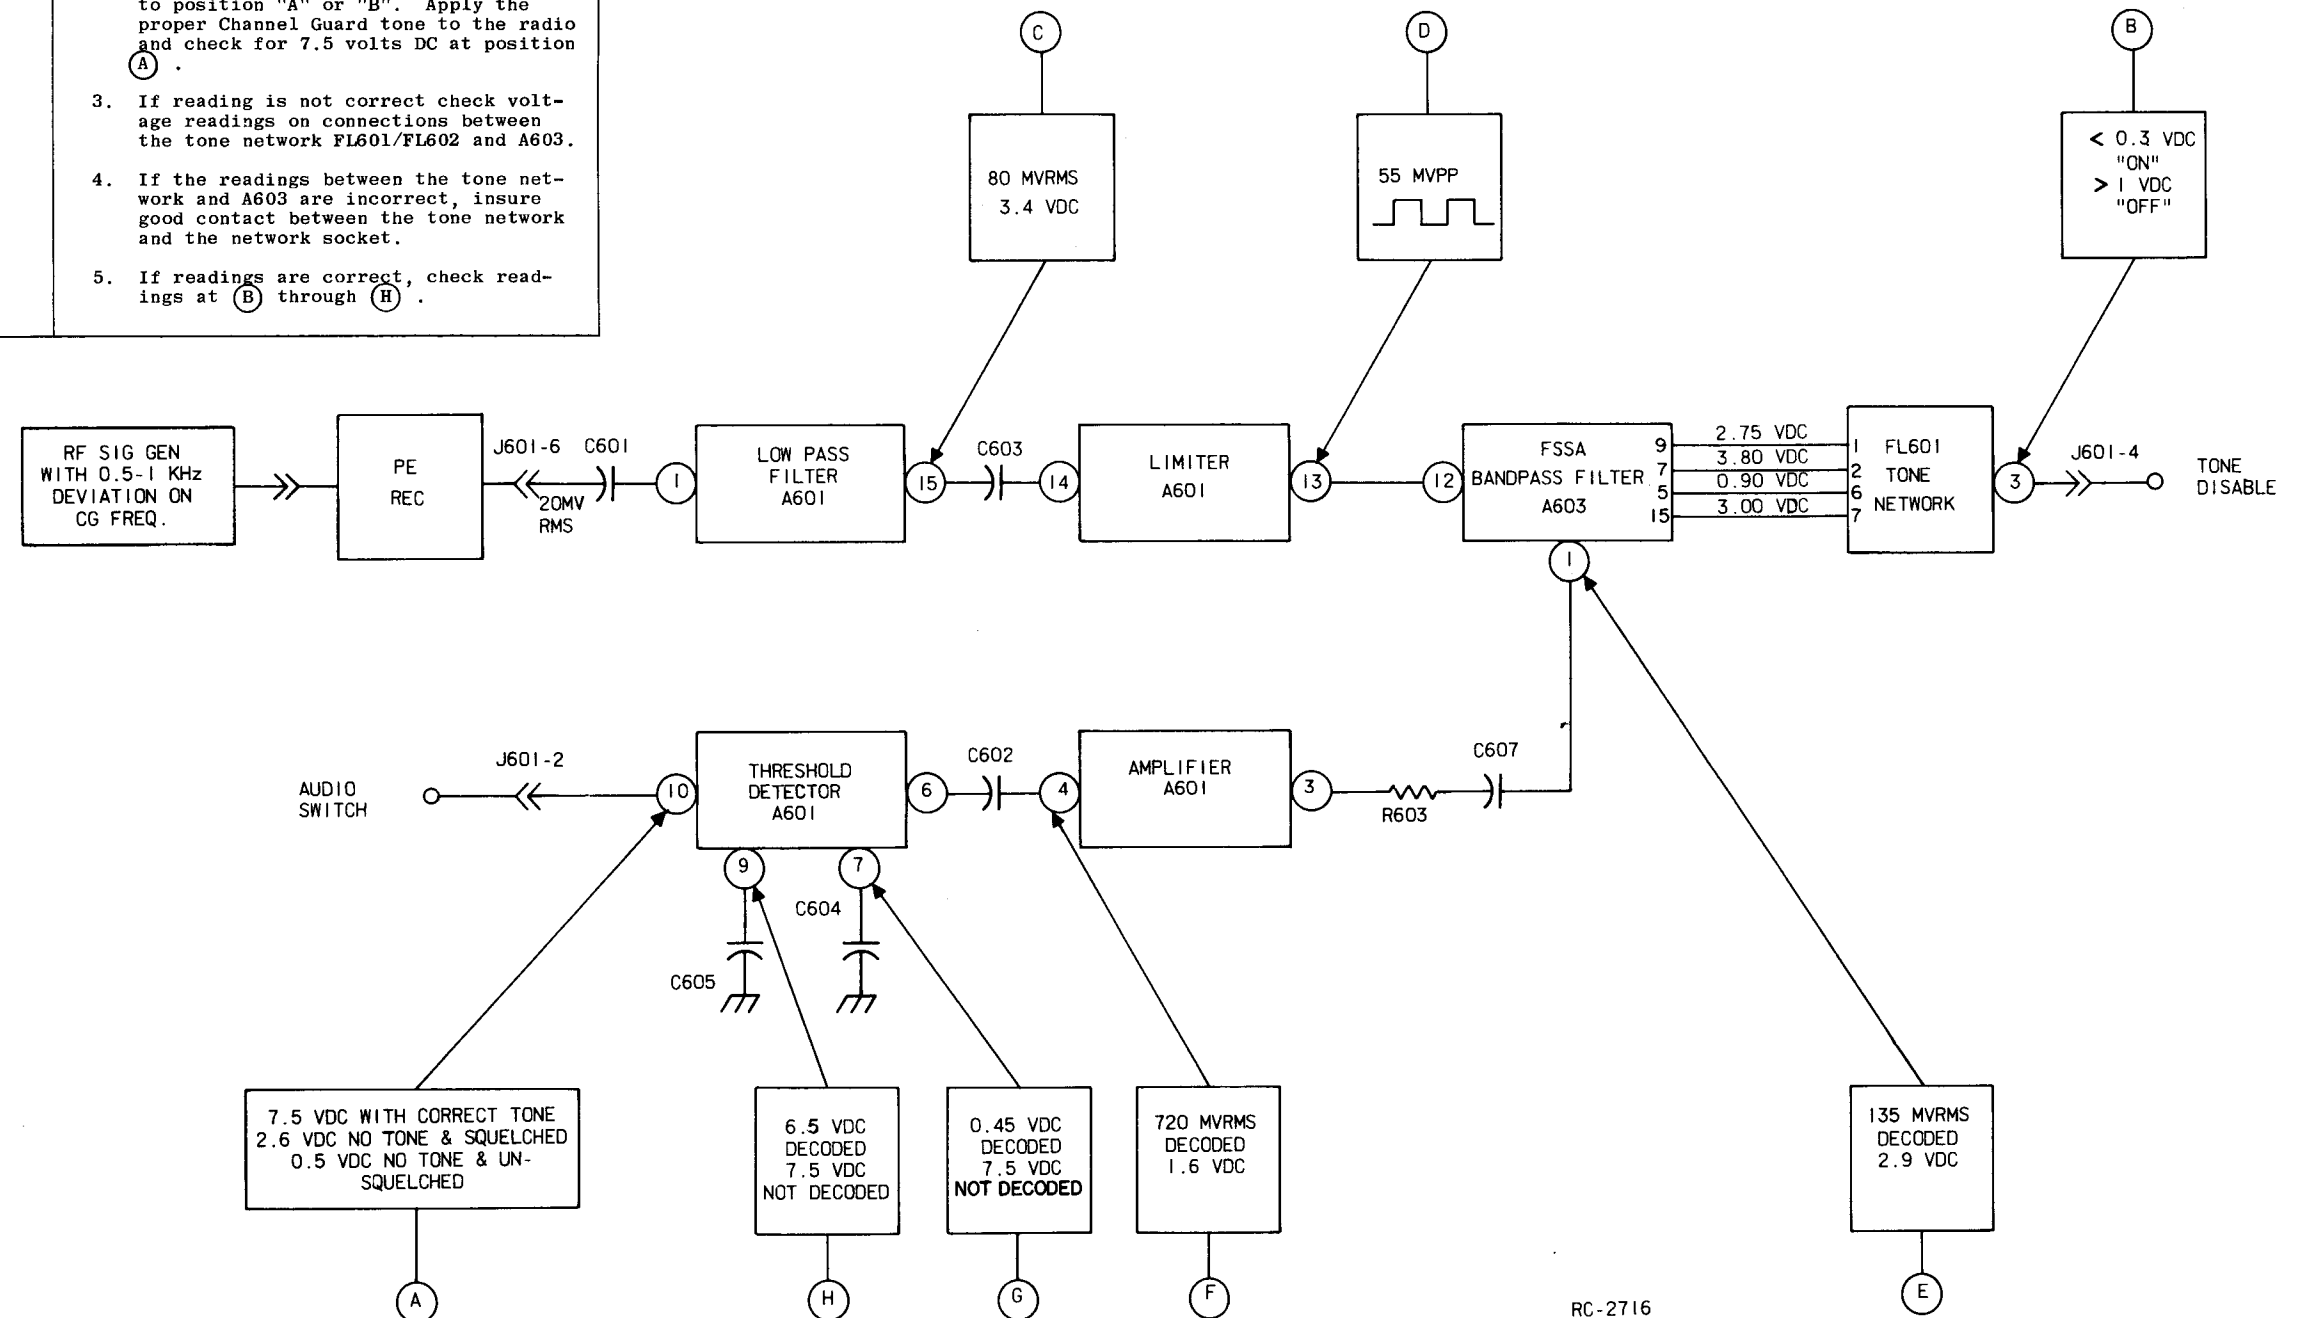 to position "A" or "B". Apply the
proper Channel Guard tone to the radio
and check for 7.5 volts DC at position
A .
3. If reading is not correct check volt-
age readings on connections between
the tone network FL601/FL602 and A603.
4. If the readings between the tone net-
work and A603 are incorrect, insure
good contact between the tone network
and the network socket.
5. If readings are correct, check read-
ings at B through H .
C
D
B
80 MVRMS
3.4 VDC
55 MVPP
< 0.3 VDC
"ON"
> 1 VDC
"OFF"
RF SIG GEN
WITH 0.5-1 KHz
DEVIATION ON
CG FREQ.
PE
REC
J601-6
C601
20MV
RMS
1
LOW PASS
FILTER
A601
15
C603
14
LIMITER
A601
13
12
FSSA
BANDPASS FILTER
A603
9
7
5
15
1
2.75 VDC
3.80 VDC
0.90 VDC
3.00 VDC
1
2
6
7
FL601
TONE
NETWORK
3
J601-4
TONE
DISABLE
AUDIO
SWITCH
J601-2
10
THRESHOLD
DETECTOR
A601
6
C602
4
AMPLIFIER
A601
3
R603
C607
9
7
C604
C605
7.5 VDC WITH CORRECT TONE
2.6 VDC NO TONE & SQUELCHED
0.5 VDC NO TONE & UN-
SQUELCHED
6.5 VDC
DECODED
7.5 VDC
NOT DECODED
0.45 VDC
DECODED
7.5 VDC
NOT DECODED
720 MVRMS
DECODED
1.6 VDC
135 MVRMS
DECODED
2.9 VDC
A
H
G
F
E
RC-2716